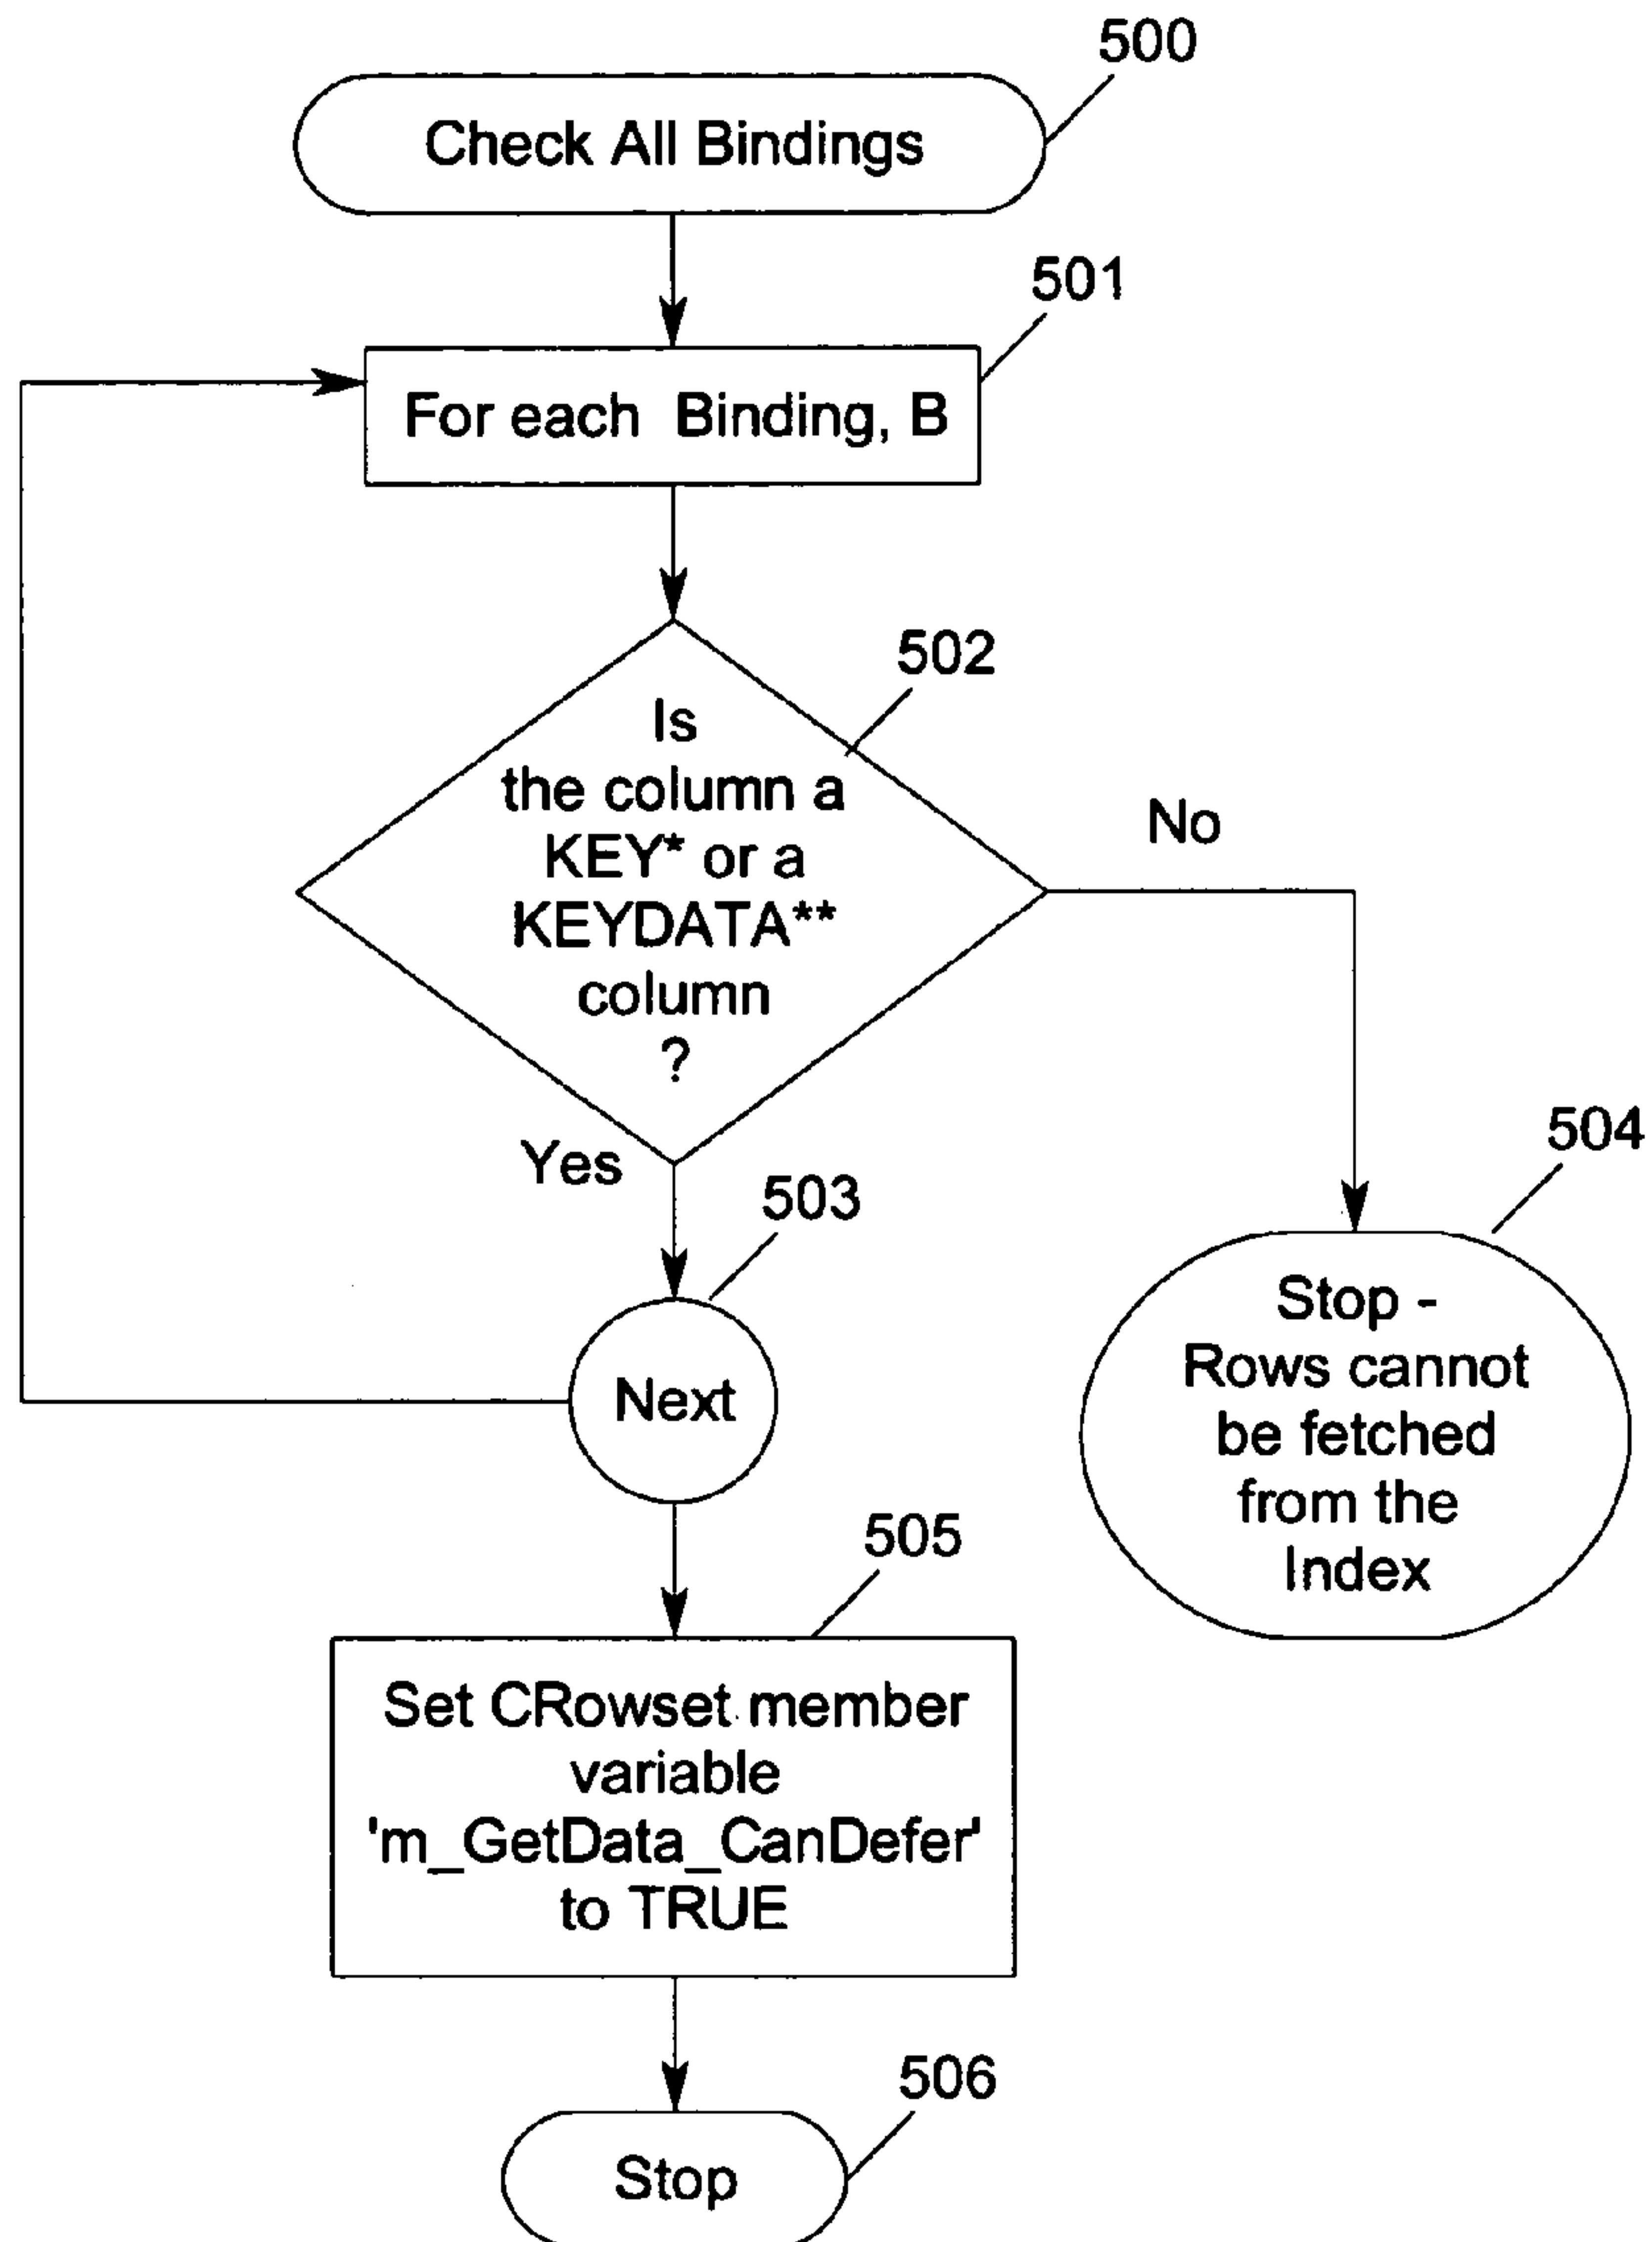 500
Check All Bindings
501
For each Binding, B
502
Is
the column a
KEY* or a
KEYDATA**
column
?
No
Yes
503
504
Next
Stop -
Rows cannot
be fetched
from the
Index
505
Set CRowset member
variable
'm_GetData_CanDefer'
to TRUE
506
Stop